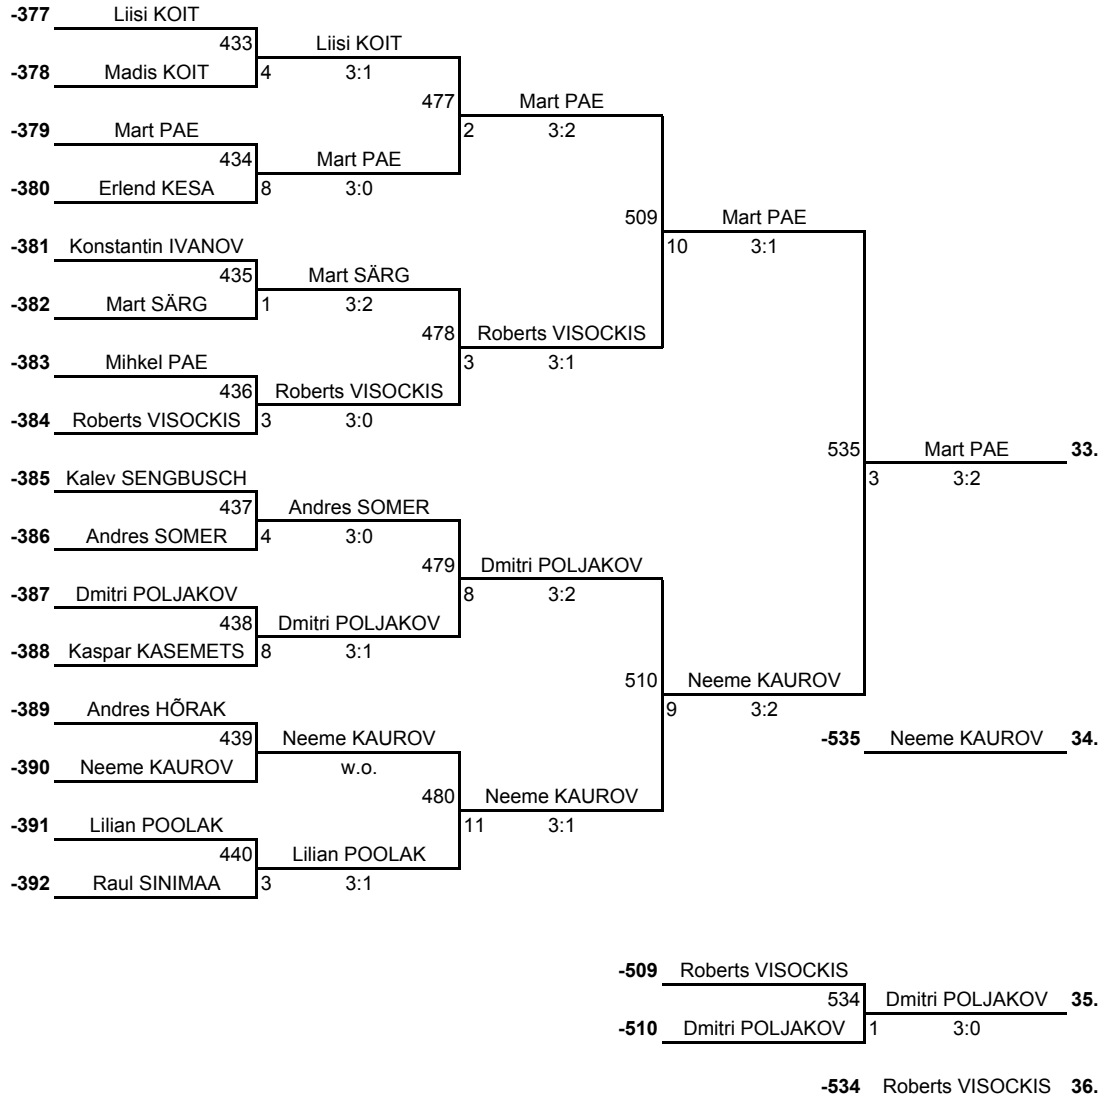 -377 Liisi KOIT
433 Liisi KOIT
-378 Madis KOIT 4 3:1
477 Mart PAE
-379 Mart PAE 2 3:2
434 Mart PAE
-380 Erlend KESA 8 3:0
509 Mart PAE
-381 Konstantin IVANOV 10 3:1
435 Mart SÄRG
-382 Mart SÄRG 1 3:2
478 Roberts VISOCKIS
-383 Mihkel PAE 3 3:1
436 Roberts VISOCKIS
-384 Roberts VISOCKIS 3 3:0
535 Mart PAE 33.
-385 Kalev SENGBUSCH 3 3:2
437 Andres SOMER
-386 Andres SOMER 4 3:0
479 Dmitri POLJAKOV
-387 Dmitri POLJAKOV 8 3:2
438 Dmitri POLJAKOV
-388 Kaspar KASEMETS 8 3:1
510 Neeme KAUROV
-389 Andres HÕRAK 9 3:2
439 Neeme KAUROV -535 Neeme KAUROV 34.
-390 Neeme KAUROV w.o.
480 Neeme KAUROV
-391 Lilian POOLAK 11 3:1
440 Lilian POOLAK
-392 Raul SINIMAA 3 3:1
-509 Roberts VISOCKIS
534 Dmitri POLJAKOV 35.
-510 Dmitri POLJAKOV 1 3:0
-534 Roberts VISOCKIS 36.